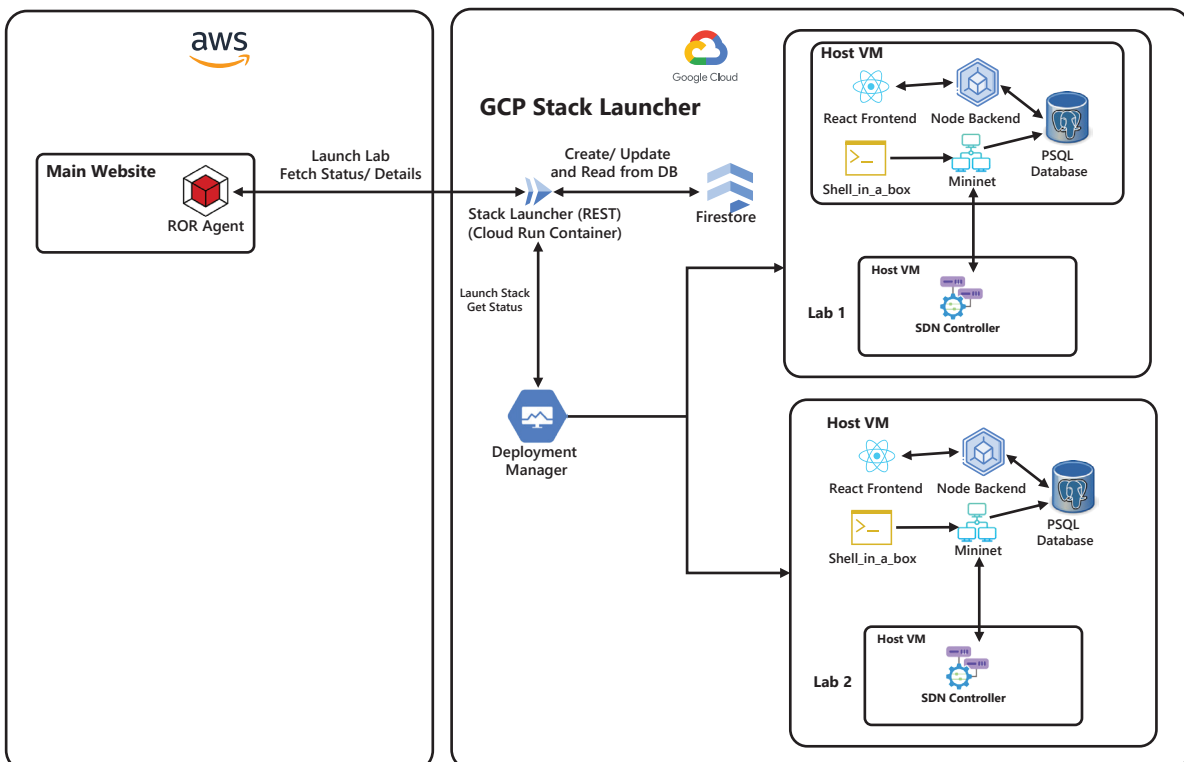 aws
Google Cloud
GCP Stack Launcher
Main Website
ROR Agent
Launch Lab
Fetch Status/ Details
Create/ Update
and Read from DB
Stack Launcher (REST)
(Cloud Run Container)
Firestore
Launch Stack
Get Status
Deployment
Manager
Host VM
React Frontend
Node Backend
PSQL
Database
Shell_in_a_box
Mininet
Host VM
SDN Controller
Lab 1
Host VM
React Frontend
Node Backend
PSQL
Database
Shell_in_a_box
Mininet
Host VM
SDN Controller
Lab 2